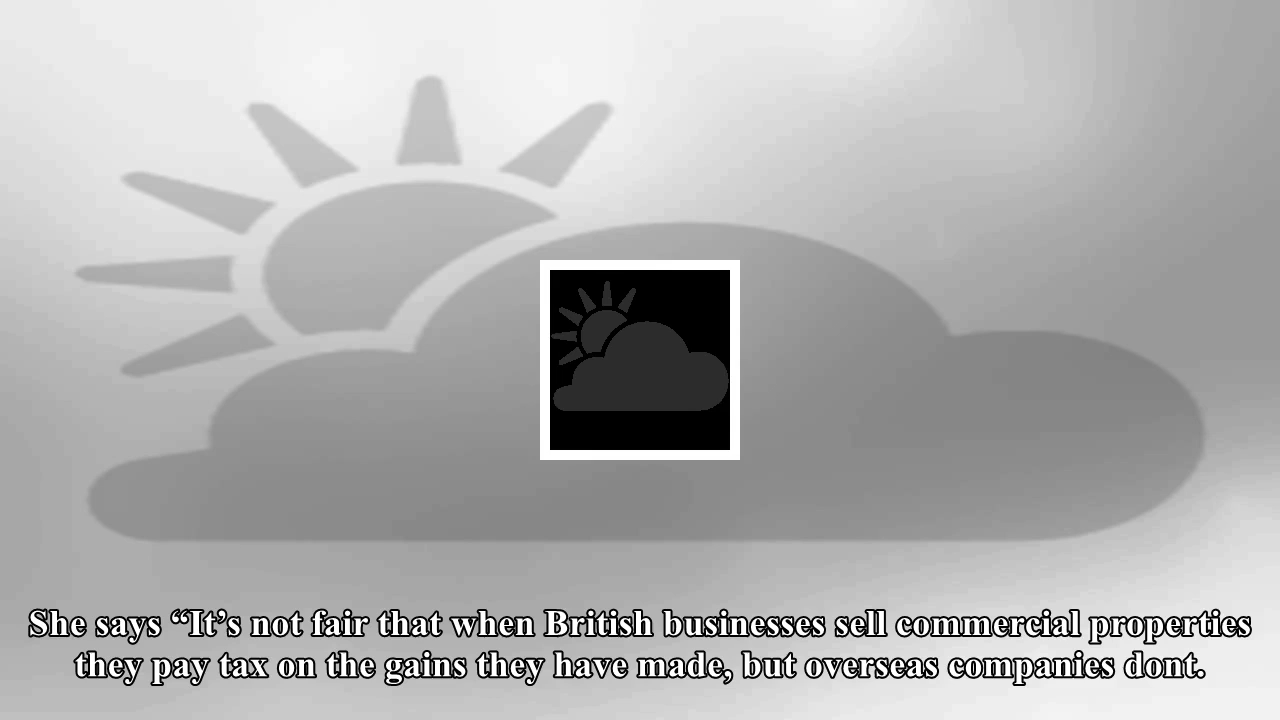 She says “It’s not fair that when British businesses sell commercial properties
they pay tax on the gains they have made, but overseas companies dont.